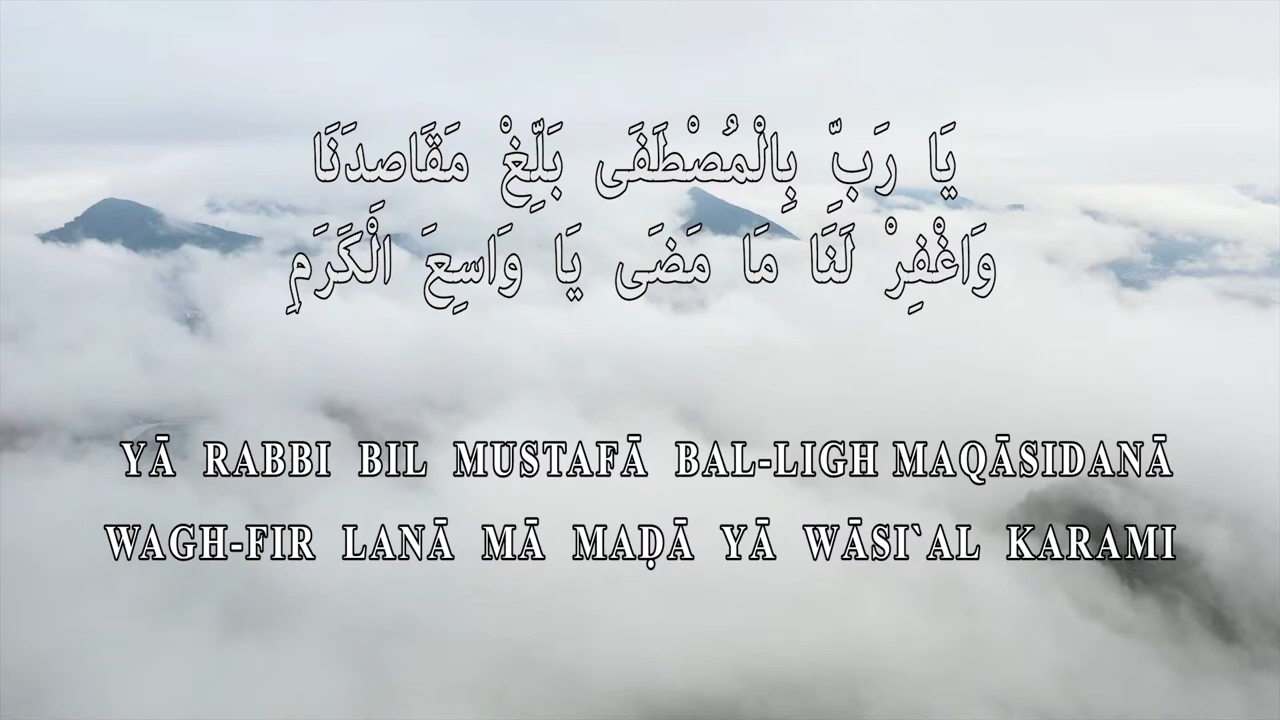 يَا رَبِّ بِالْمُصْطَفَى بَلِّغْ مَقَاصِدَنَا
وَاغْفِرْ لَنَا مَا مَضَى يَا وَاسِعَ الْكَرَمِ
YĀ RABBI BIL MUSTAFĀ BAL-LIGH MAQĀSIDANĀ
WAGH-FIR LANĀ MĀ MAḌĀ YĀ WĀSI`AL KARAMI